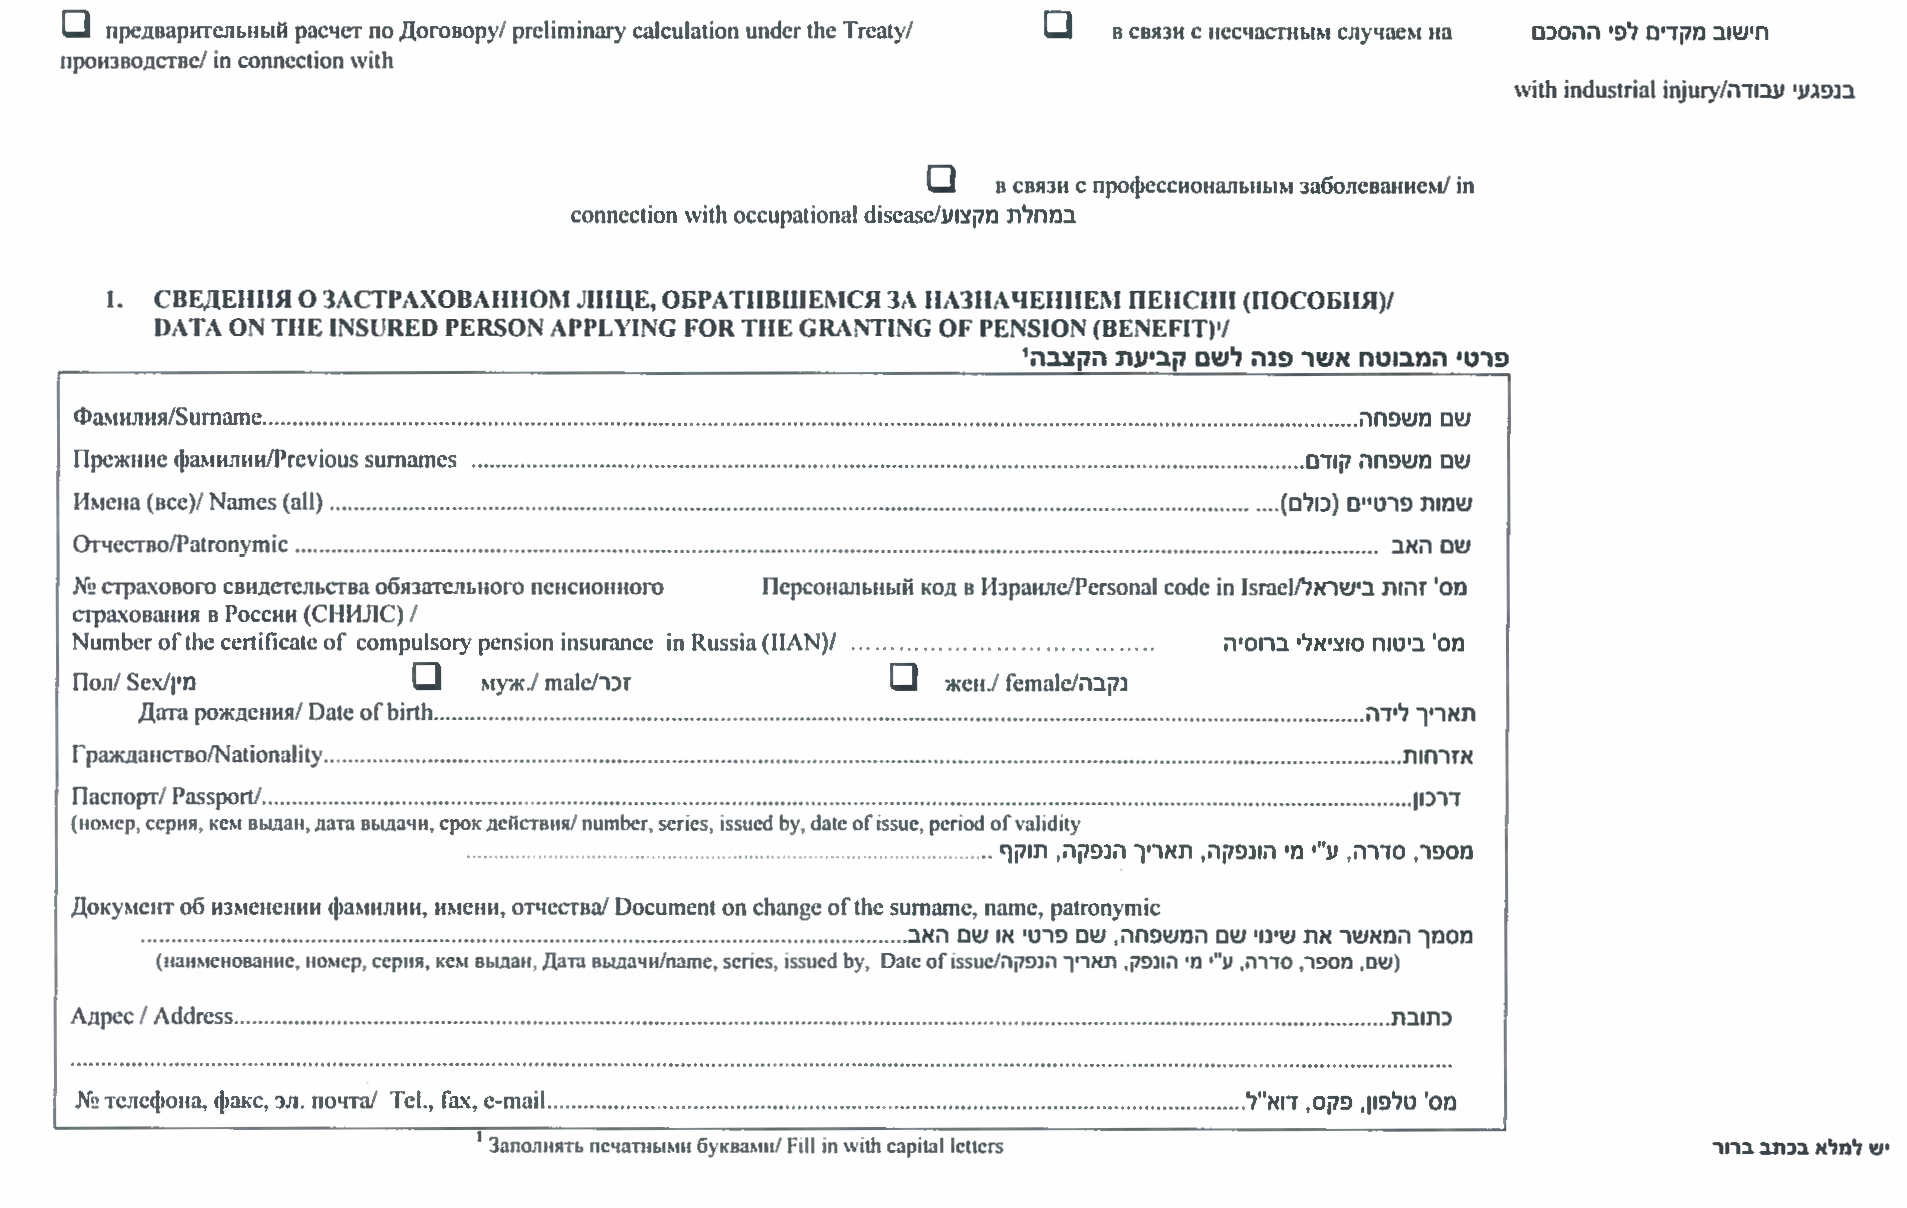 ☐ предварительный расчет по Договору/ preliminary calculation under the Treaty/ ☐ в связи с несчастным случаем на חישוב מקדים לפי ההסכם
производстве/ in connection with
with industrial injury/בנפגעי עבודה
☐ в связи с профессиональным заболеванием/ in
connection with occupational disease/במחלת מקצוע
1. СВЕДЕНИЯ О ЗАСТРАХОВАННОМ ЛИЦЕ, ОБРАТИВШЕМСЯ ЗА НАЗНАЧЕНИЕМ ПЕНСИИ (ПОСОБИЯ)/
DATA ON THE INSURED PERSON APPLYING FOR THE GRANTING OF PENSION (BENEFIT)¹/
פרטי המבוטח אשר פנה לשם קביעת הקצבה¹
Фамилия/Surname..........שם משפחה
Прежние фамилии/Previous surnames ..........שם משפחה קודם
Имена (все)/ Names (all) ..........שמות פרטיים (כולם)
Отчество/Patronymic .......... שם האב
№ страхового свидетельства обязательного пенсионного Персональный код в Израиле/Personal code in Israel/מס' זהות בישראל
страхования в России (СНИЛС) /
Number of the certificate of compulsory pension insurance in Russia (IIAN)/ .......... מס' ביטוח סוציאלי ברוסיה
Пол/ Sex/מין ☐ муж./ male/זכר ☐ жен./ female/נקבה
Дата рождения/ Date of birth..........תאריך לידה
Гражданство/Nationality..........אזרחות
Паспорт/ Passport/..........דרכון
(номер, серия, кем выдан, дата выдачи, срок действия/ number, series, issued by, date of issue, period of validity
מספר, סדרה, ע"י מי הונפקה, תאריך הנפקה, תוקף ..........
Документ об изменении фамилии, имени, отчества/ Document on change of the surname, name, patronymic
מסמך המאשר את שינוי שם המשפחה, שם פרטי או שם האב..........
(наименование, номер, серия, кем выдан, Дата выдачи/name, series, issued by, Date of issue/שם, מספר, סדרה, ע"י מי הונפק, תאריך הנפקה)
Адрес / Address..........כתובת
..........
№ телефона, факс, эл. почта/ Tel., fax, e-mail..........מס' טלפון, פקס, דוא"ל
¹ Заполнять печатными буквами/ Fill in with capital letters יש למלא בכתב ברור